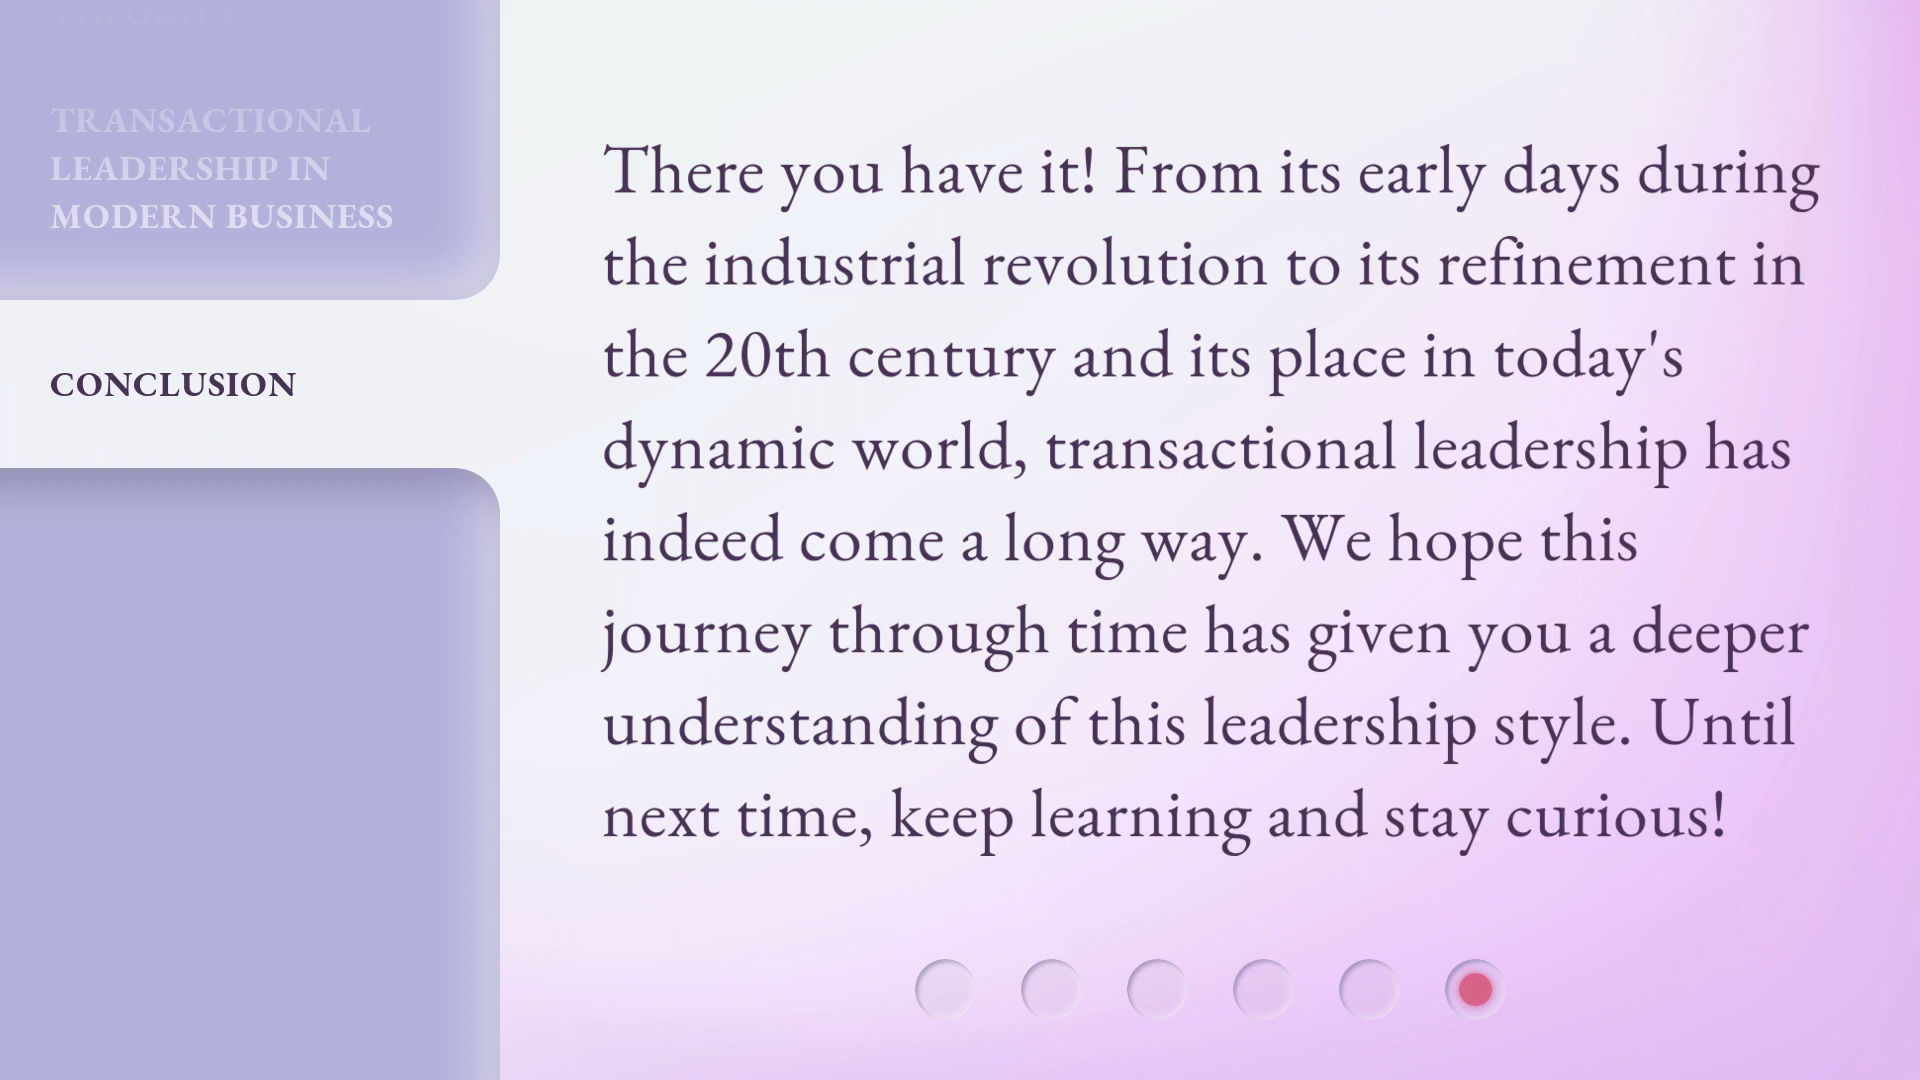 TRANSACTIONAL
LEADERSHIP IN
MODERN BUSINESS
CONCLUSION
There you have it! From its early days during
the industrial revolution to its refinement in
the 20th century and its place in today's
dynamic world, transactional leadership has
indeed come a long way. We hope this
journey through time has given you a deeper
understanding of this leadership style. Until
next time, keep learning and stay curious!